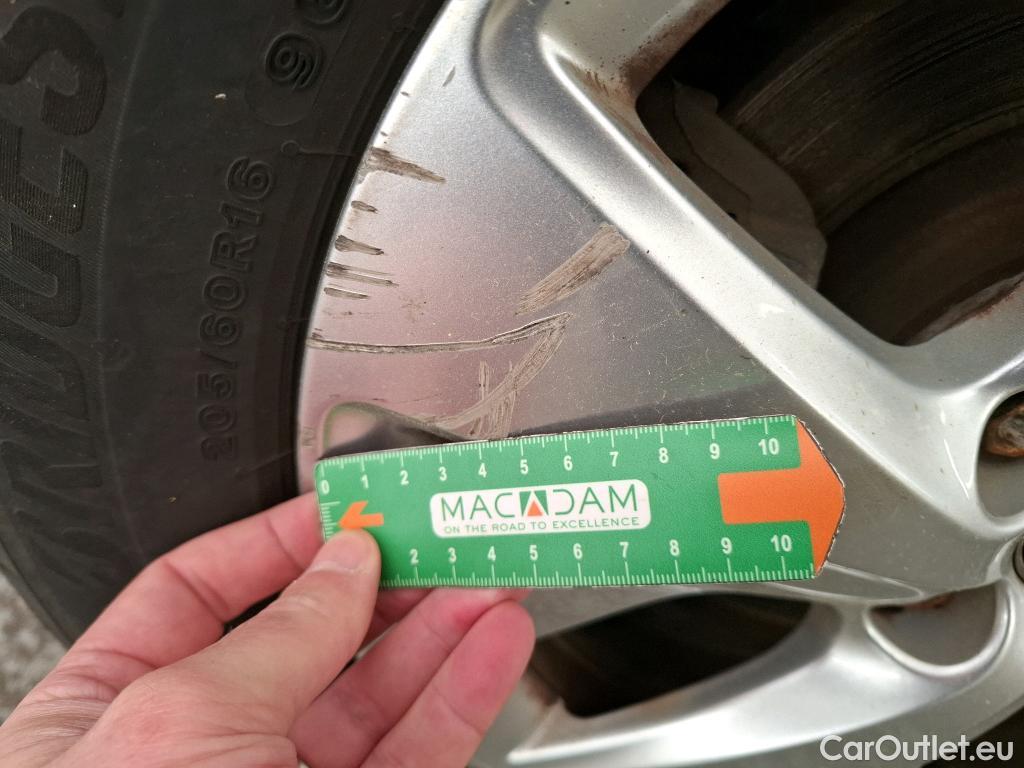 205/60R16
0 1 2 3 4 5 6 7 8 9 10
MACADAM
ON THE ROAD TO EXCELLENCE
2 3 4 5 6 7 8 9 10
CarOutlet.eu